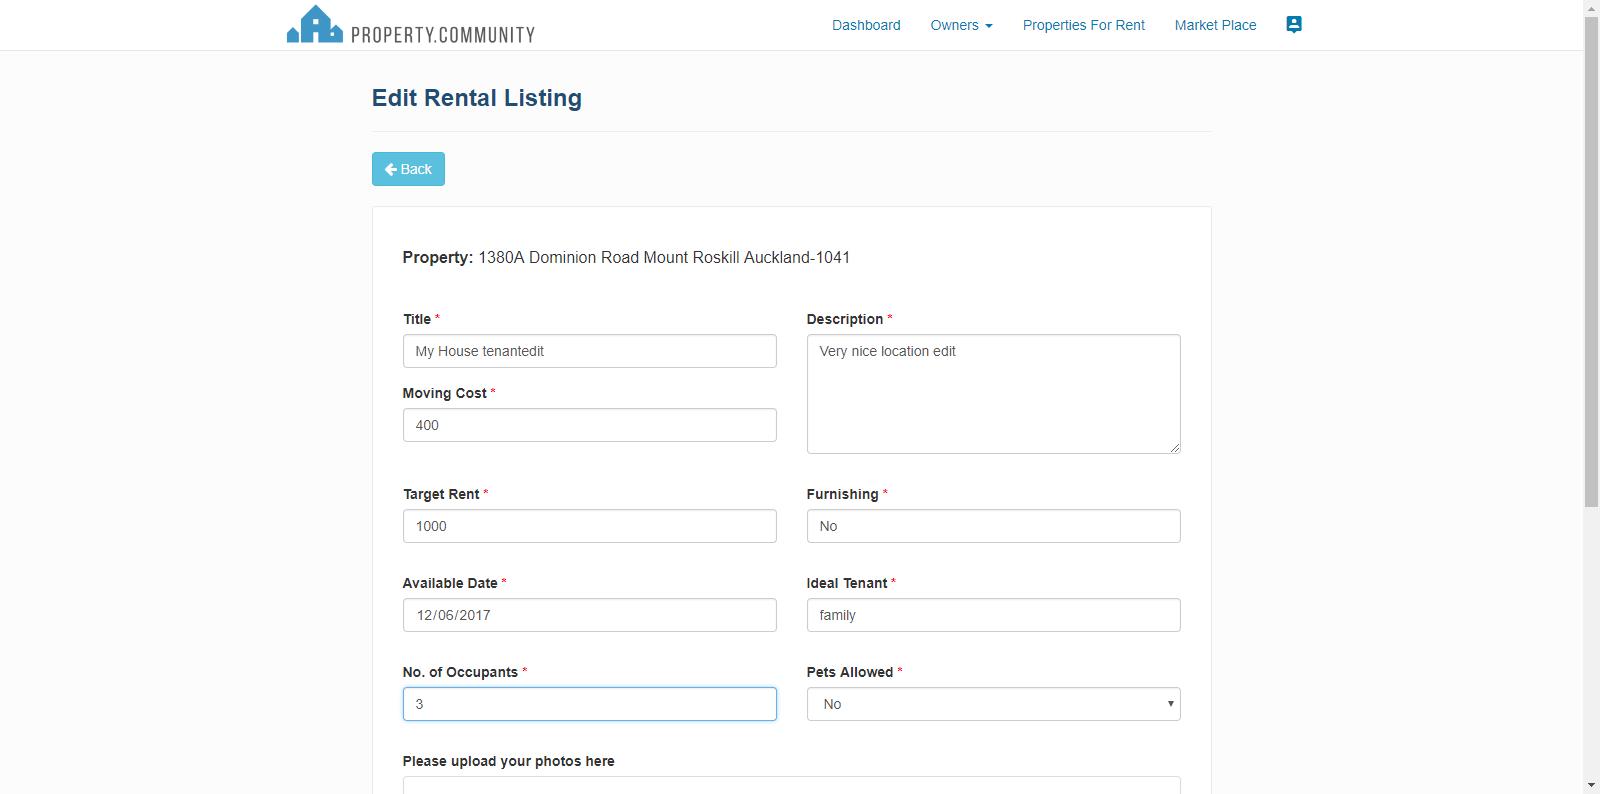 PROPERTY.COMMUNITY
Dashboard
Owners
Properties For Rent
Market Place
Edit Rental Listing
Back
Property: 1380A Dominion Road Mount Roskill Auckland-1041
Title *
My House tenantedit
Description *
Very nice location edit
Moving Cost *
400
Target Rent *
1000
Furnishing *
No
Available Date *
12/06/2017
Ideal Tenant *
family
No. of Occupants *
3
Pets Allowed *
No
Please upload your photos here